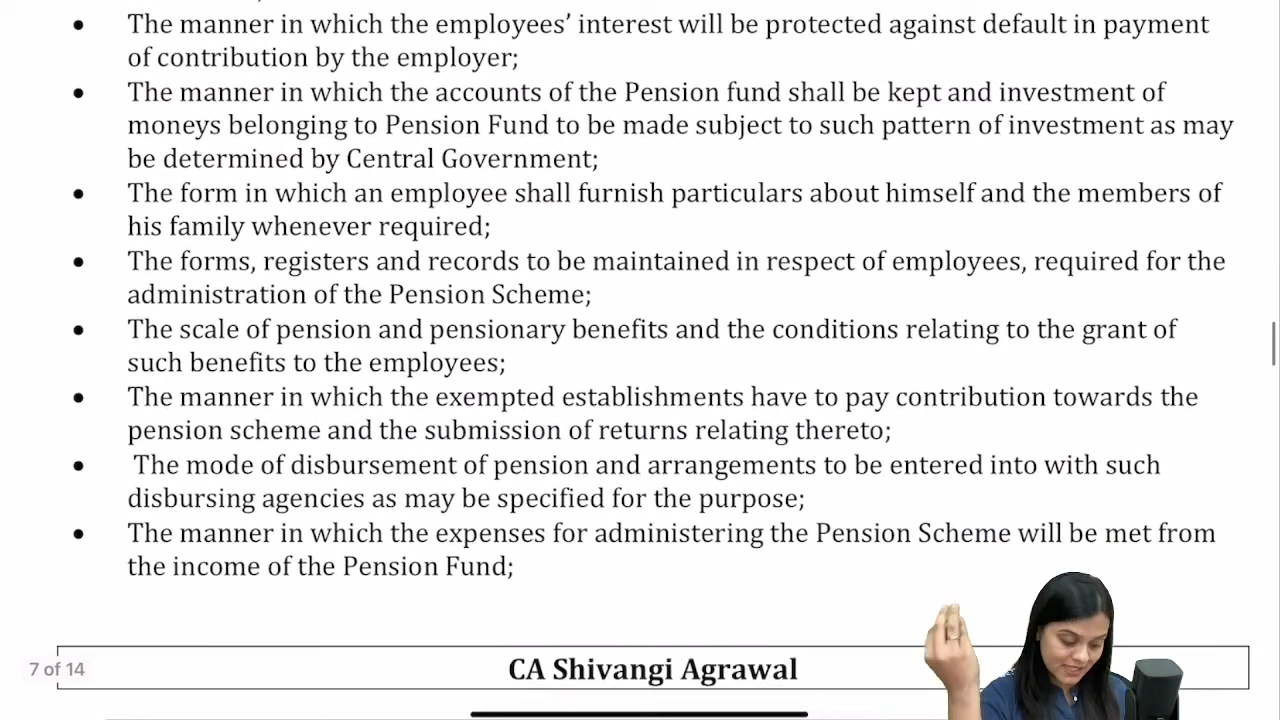 • The manner in which the employees’ interest will be protected against default in payment
of contribution by the employer;
• The manner in which the accounts of the Pension fund shall be kept and investment of
moneys belonging to Pension Fund to be made subject to such pattern of investment as may
be determined by Central Government;
• The form in which an employee shall furnish particulars about himself and the members of
his family whenever required;
• The forms, registers and records to be maintained in respect of employees, required for the
administration of the Pension Scheme;
• The scale of pension and pensionary benefits and the conditions relating to the grant of
such benefits to the employees;
• The manner in which the exempted establishments have to pay contribution towards the
pension scheme and the submission of returns relating thereto;
• The mode of disbursement of pension and arrangements to be entered into with such
disbursing agencies as may be specified for the purpose;
• The manner in which the expenses for administering the Pension Scheme will be met from
the income of the Pension Fund;
7 of 14
CA Shivangi Agrawal